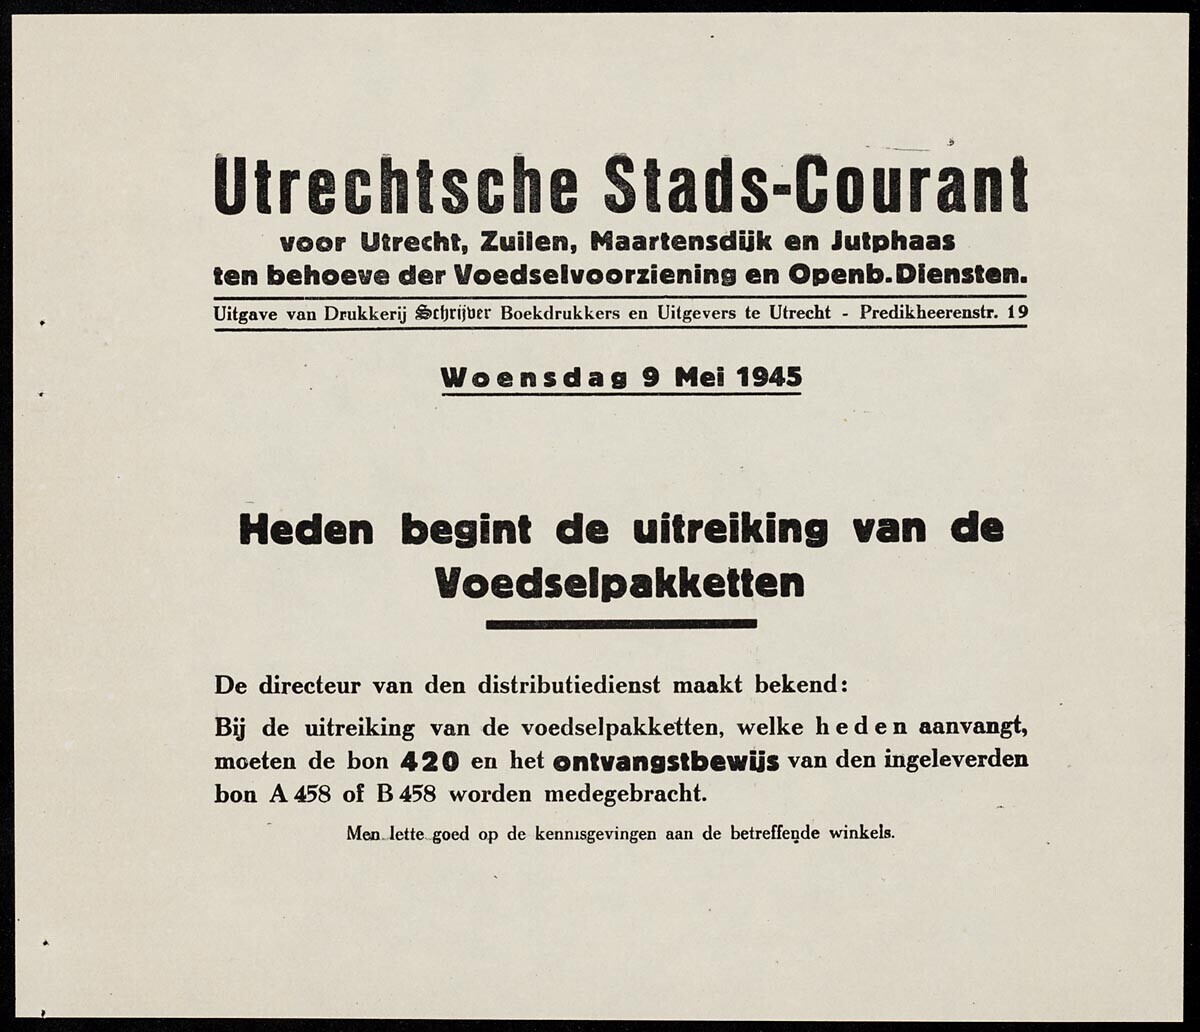 Utrechtsche Stads-Courant
voor Utrecht, Zuilen, Maartensdijk en Jutphaas
ten behoeve der Voedselvoorziening en Openb. Diensten.
Uitgave van Drukkerij Schrijver Boekdrukkers en Uitgevers te Utrecht - Predikheerenstr. 19
Woensdag 9 Mei 1945
Heden begint de uitreiking van de
Voedselpakketten
De directeur van den distributiedienst maakt bekend:
Bij de uitreiking van de voedselpakketten, welke heden aanvangt,
moeten de bon 420 en het ontvangstbewijs van den ingeleverden
bon A 458 of B 458 worden medegebracht.
Men lette goed op de kennisgevingen aan de betreffende winkels.